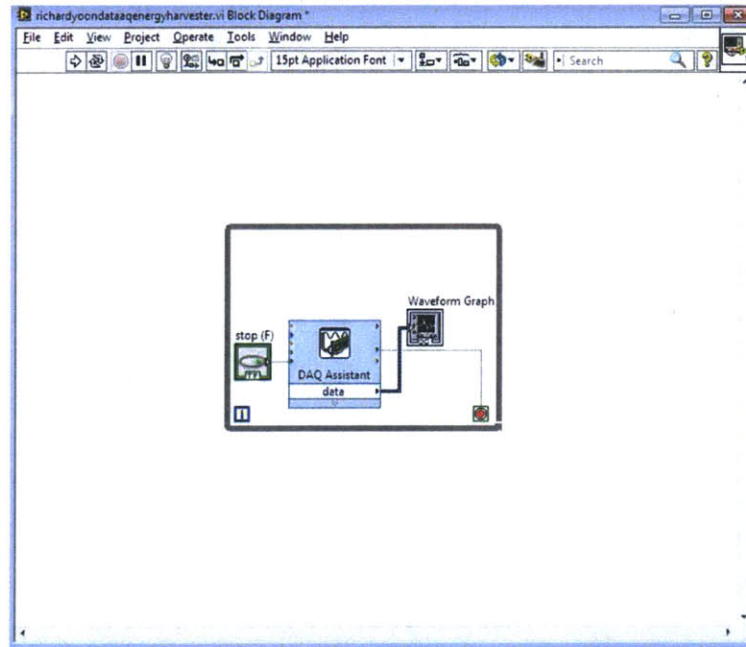 richardyoondataaqenergyharvester.vi Block Diagram *
File Edit View Project Operate Tools Window Help
15pt Application Font Search
Waveform Graph
stop (F)
TF
DAQ Assistant
data
i